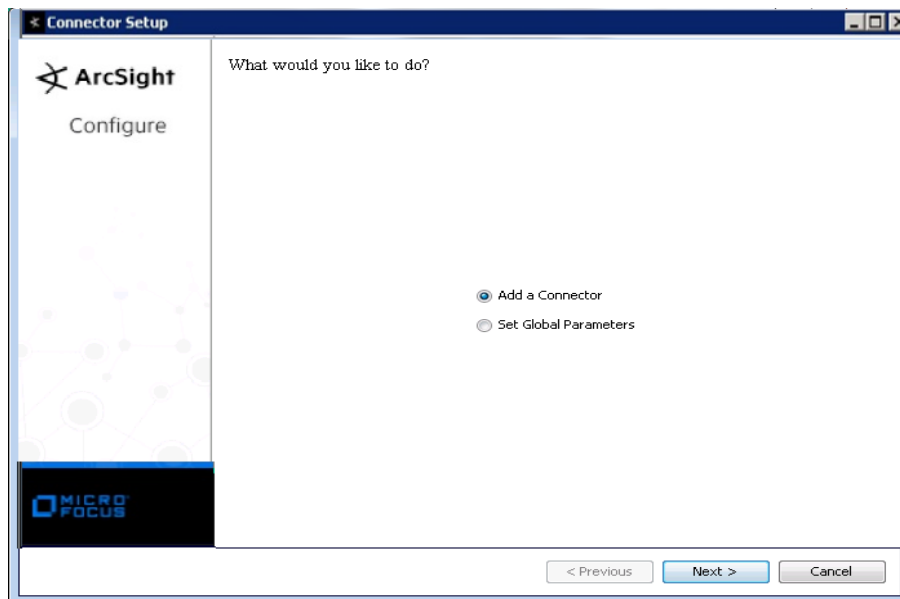 Connector Setup
ArcSight
Configure
What would you like to do?
Add a Connector
Set Global Parameters
MICRO
FOCUS
< Previous
Next >
Cancel